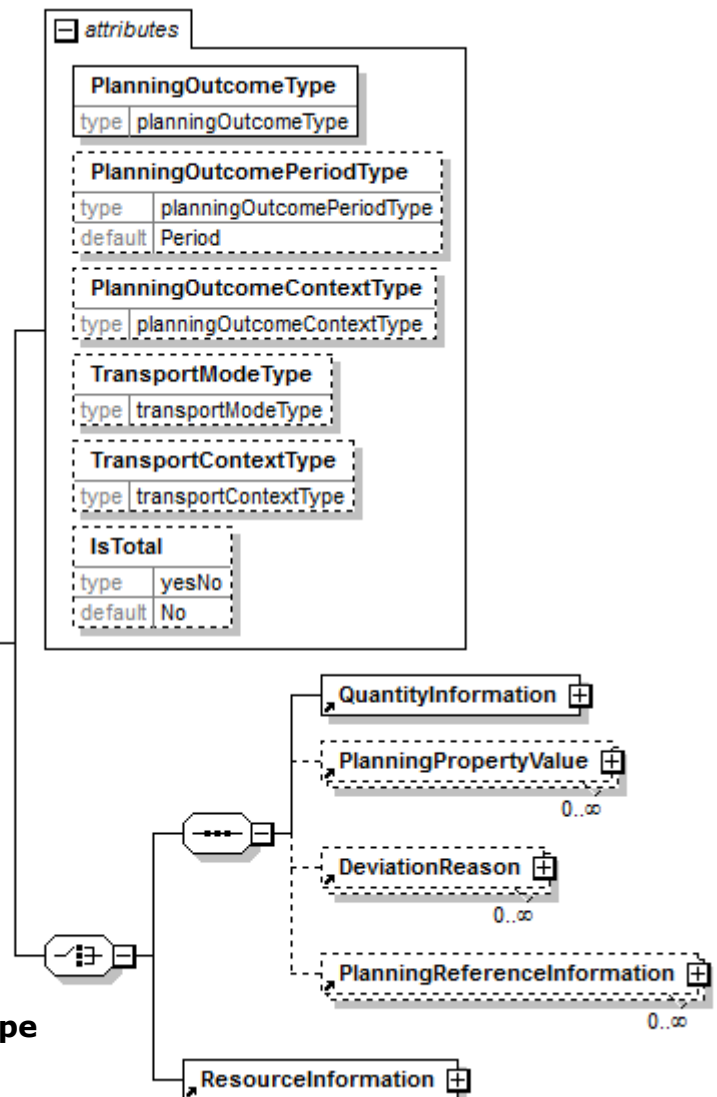 attributes
PlanningOutcomeType
type planningOutcomeType
PlanningOutcomePeriodType
type planningOutcomePeriodType
default Period
PlanningOutcomeContextType
type planningOutcomeContextType
TransportModeType
type transportModeType
TransportContextType
type transportContextType
IsTotal
type yesNo
default No
QuantityInformation
PlanningPropertyValue
0..∞
DeviationReason
0..∞
PlanningReferenceInformation
0..∞
pe
ResourceInformation